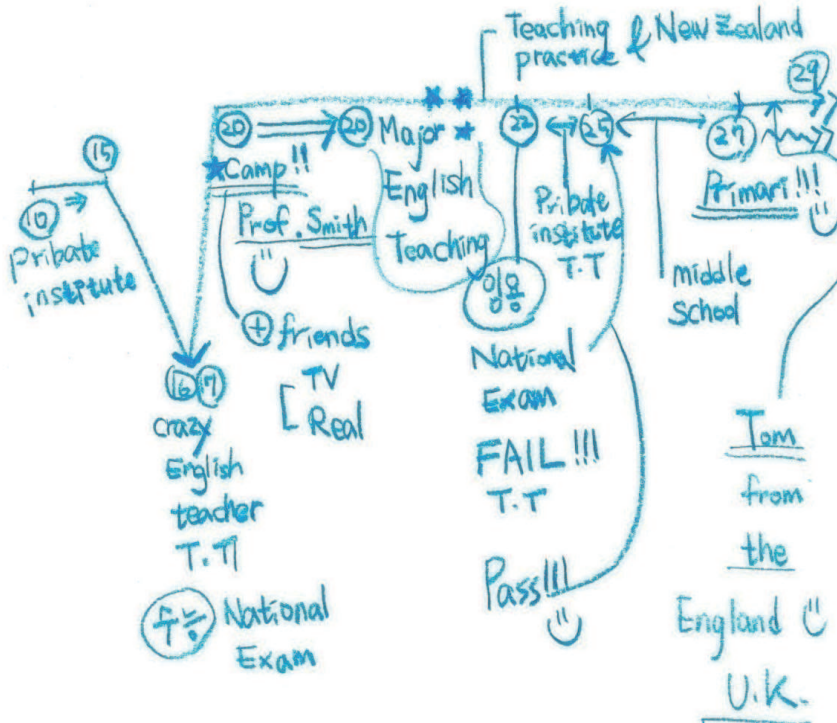 Teaching practice & New Zealand
29
15
20
20 Major
22
25
27
10
Pribate
institute
Camp!!
Prof. Smith
English
Teaching
Pribate
institute
T.T
middle
School
Primari!!!
+ friends
TV
Real
16 17
crazy
English
teacher
T.T
수능 National
Exam
임용
National
Exam
FAIL!!!
T.T
Pass!!!
Tom
from
the
England
U.K.